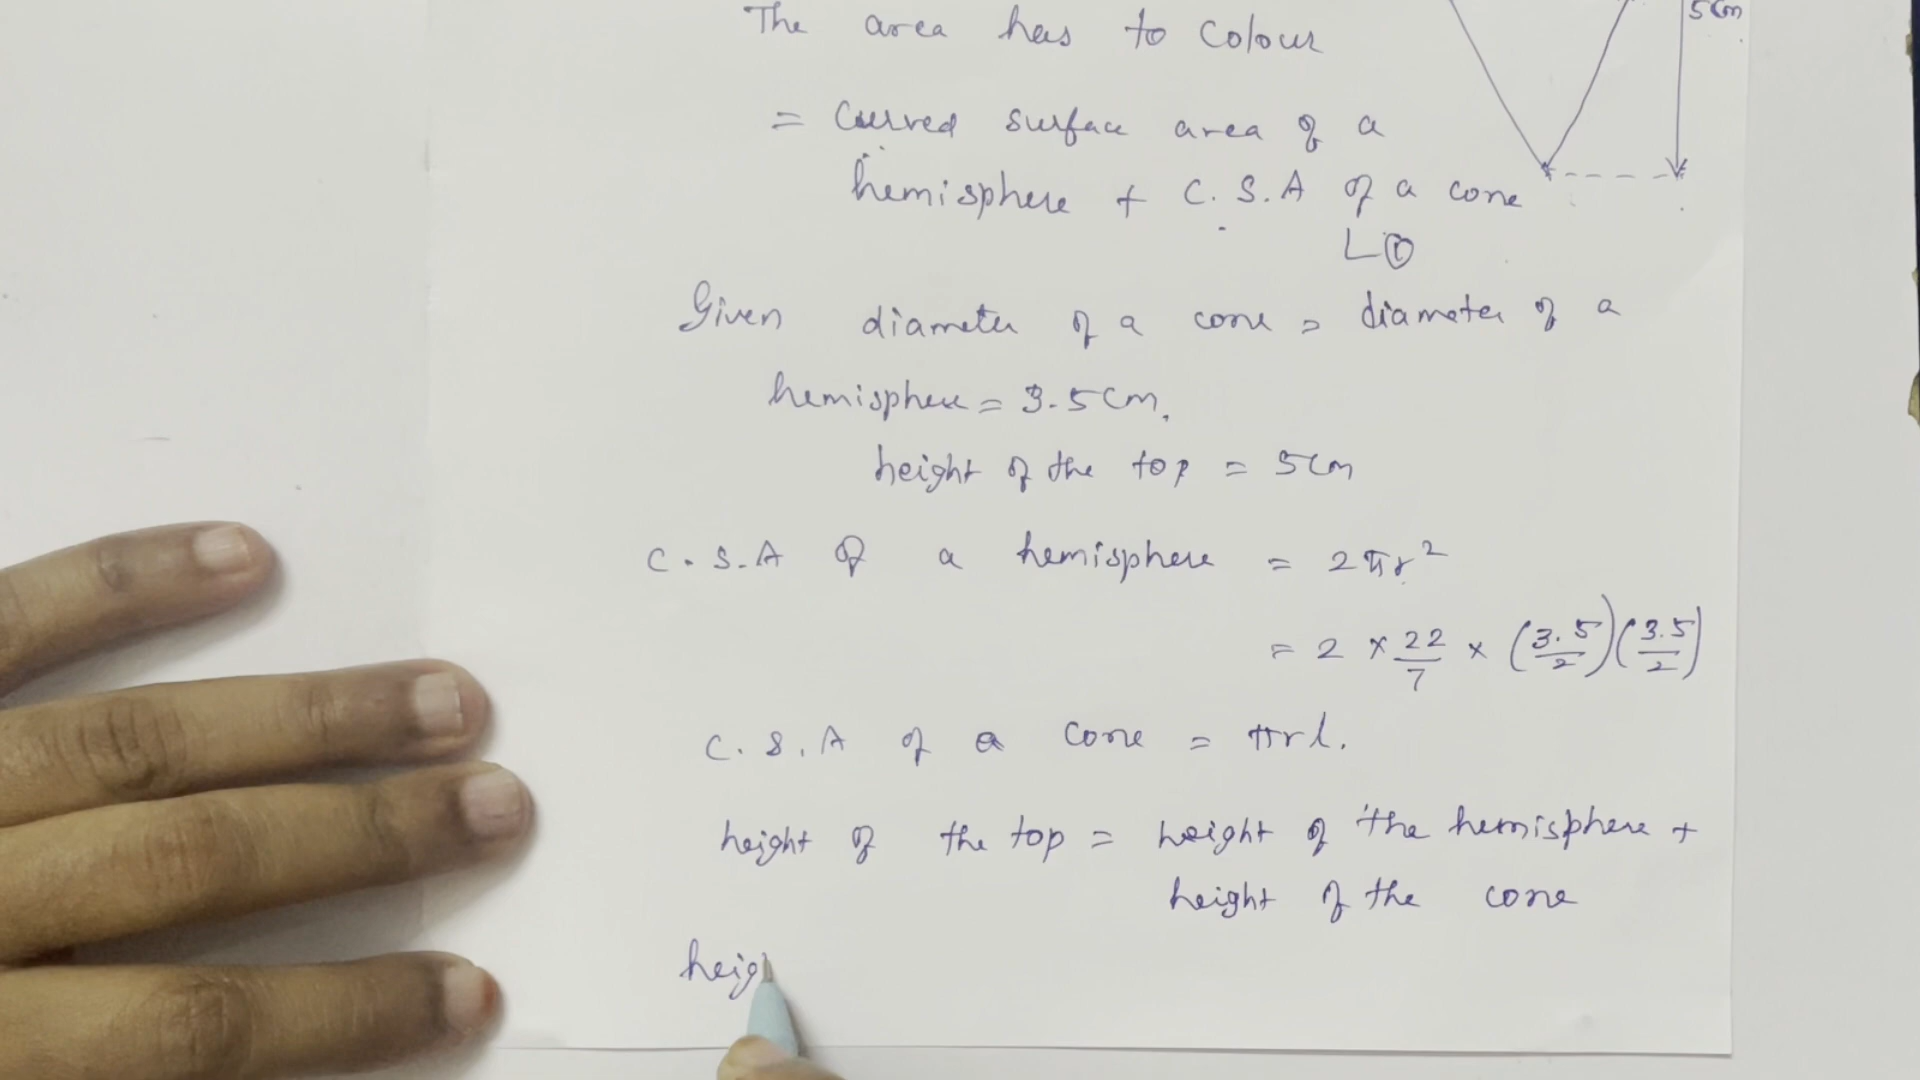 The area has to colour
5cm
= Curved surface area of a
hemisphere + C.S.A of a cone
L①
Given diameter of a cone = diameter of a
hemisphere = 3.5cm.
height of the top = 5cm
C.S.A of a hemisphere = 2πr²
= 2 × 22/7 × (3.5/2)(3.5/2)
C.S.A of a cone = πrl.
height of the top = height of the hemisphere +
height of the cone
heig